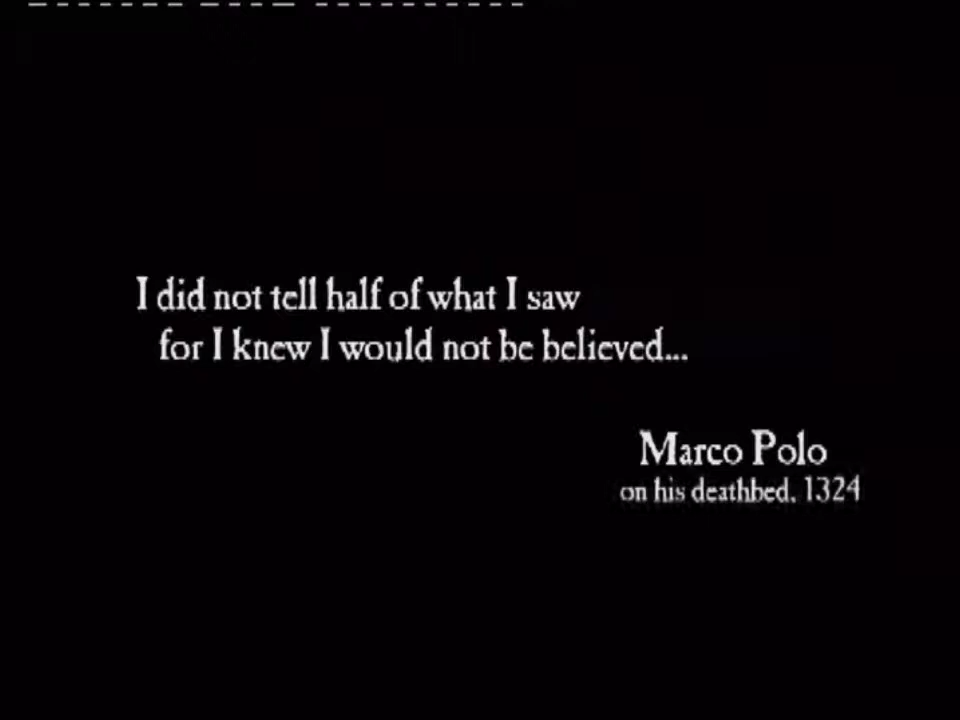 I did not tell half of what I saw
for I knew I would not be believed...
Marco Polo
on his deathbed, 1324